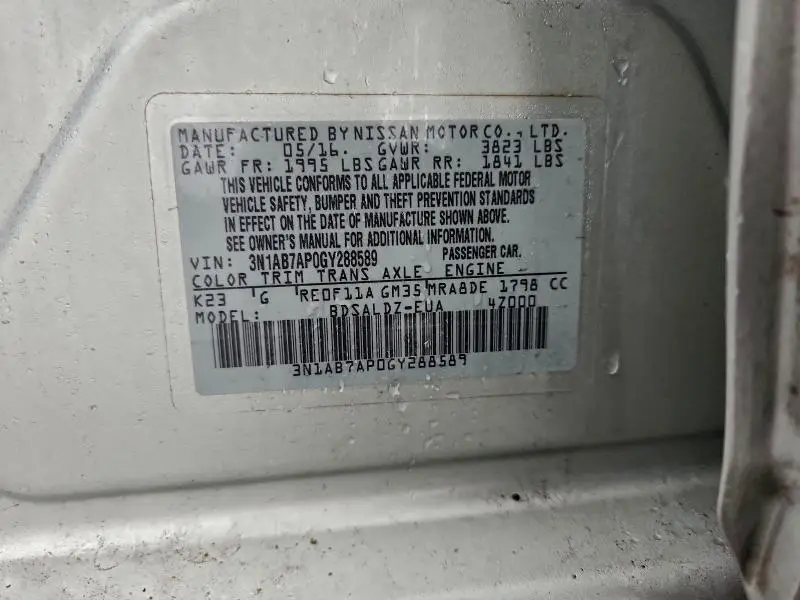 MANUFACTURED BY NISSAN MOTOR CO., LTD.
DATE: 05/16. GVWR: 3823 LBS
GAWR FR: 1995 LBS GAWR RR: 1841 LBS
THIS VEHICLE CONFORMS TO ALL APPLICABLE FEDERAL MOTOR
VEHICLE SAFETY, BUMPER AND THEFT PREVENTION STANDARDS
IN EFFECT ON THE DATE OF MANUFACTURE SHOWN ABOVE.
SEE OWNER'S MANUAL FOR ADDITIONAL INFORMATION.
VIN: 3N1AB7AP0GY288589 PASSENGER CAR.
COLOR TRIM TRANS AXLE ENGINE
K23 'G 'RE0F11A GM35 MRA8DE 1798 CC
MODEL: BDSALDZ-EUA 4Z000
3N1AB7AP0GY288589